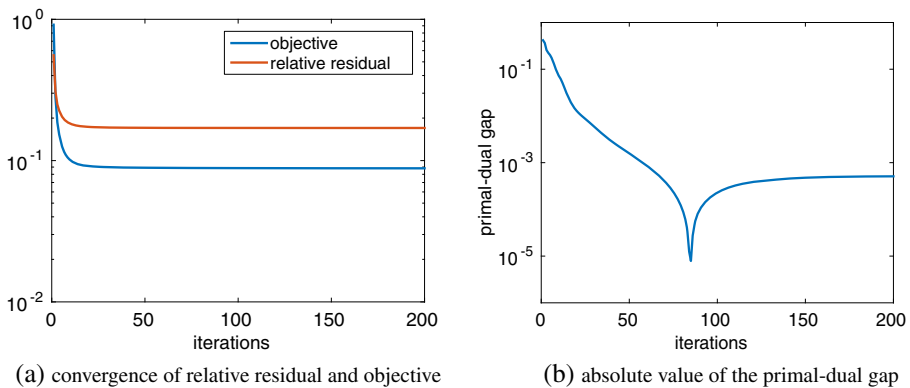 10^0
10^-1
10^-2
0 50 100 150 200
iterations
objective
relative residual
(a) convergence of relative residual and objective
primal-dual gap
10^-1
10^-3
10^-5
0 50 100 150 200
iterations
(b) absolute value of the primal-dual gap